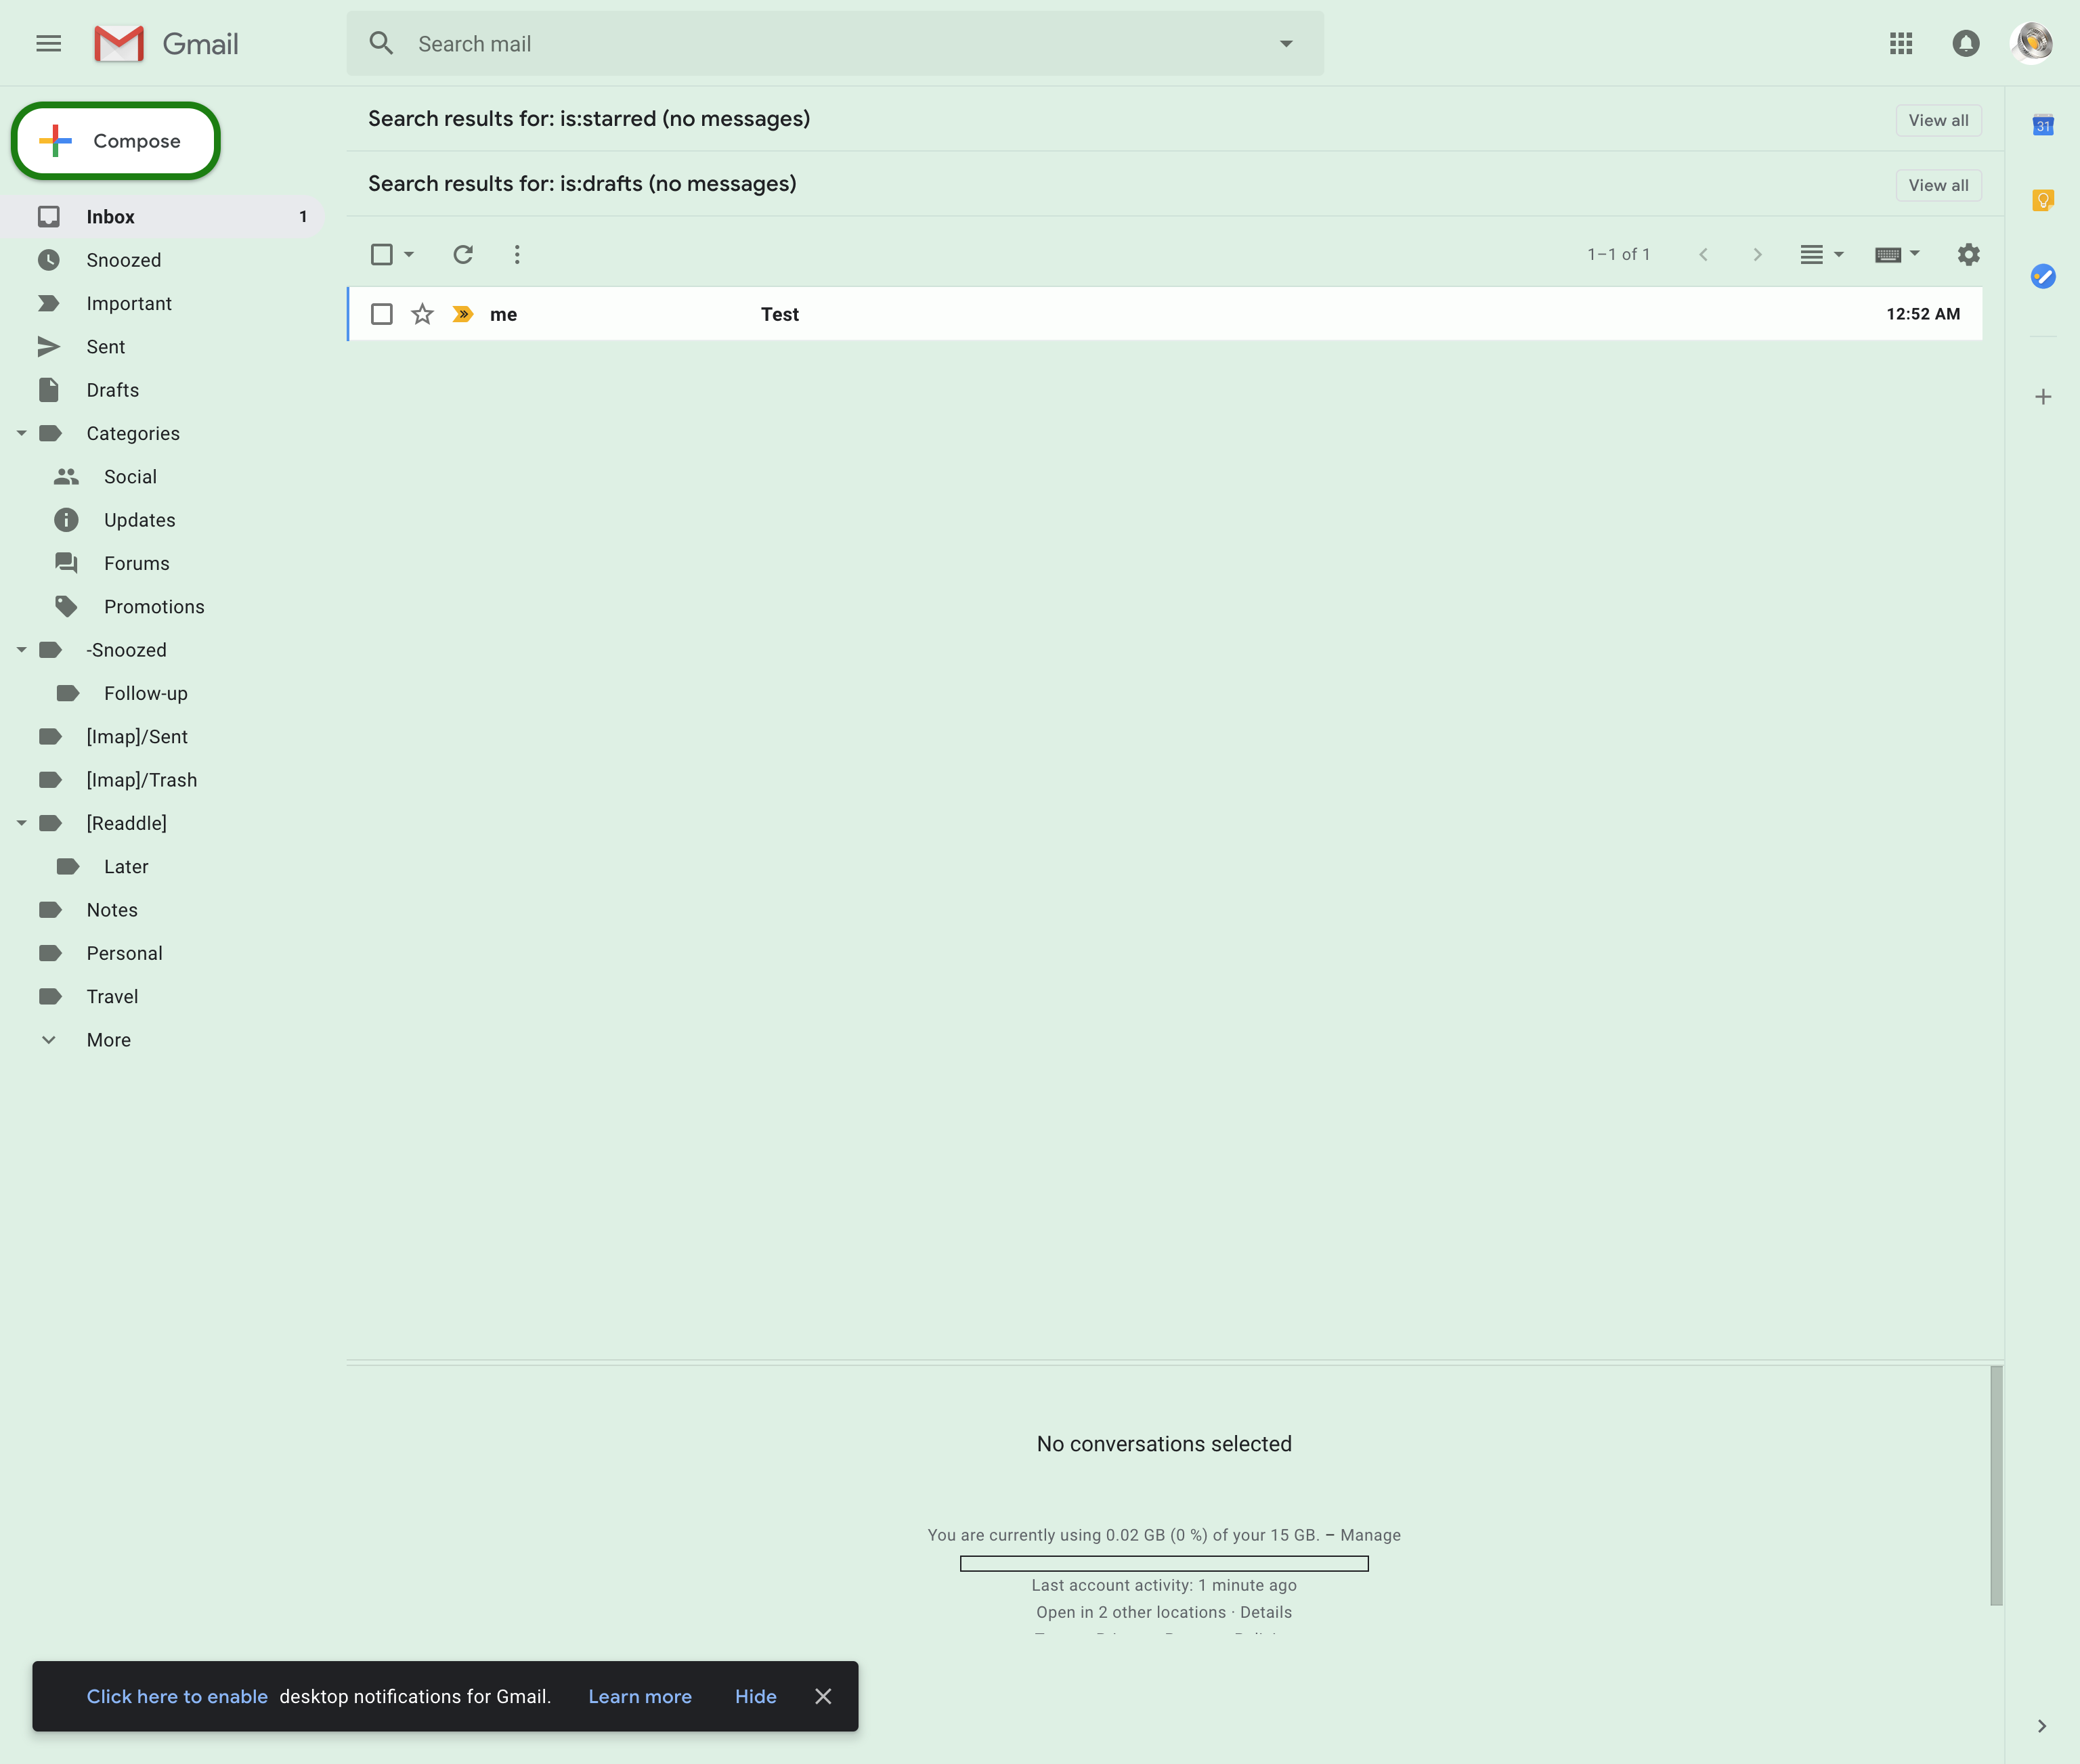 Gmail
Search mail
Compose
Inbox 1
Snoozed
Important
Sent
Drafts
Categories
Social
Updates
Forums
Promotions
-Snoozed
Follow-up
[Imap]/Sent
[Imap]/Trash
[Readdle]
Later
Notes
Personal
Travel
More
Search results for: is:starred (no messages) View all
Search results for: is:drafts (no messages) View all
1–1 of 1
me Test 12:52 AM
31
No conversations selected
You are currently using 0.02 GB (0 %) of your 15 GB. – Manage
Last account activity: 1 minute ago
Open in 2 other locations · Details
Click here to enable desktop notifications for Gmail. Learn more Hide